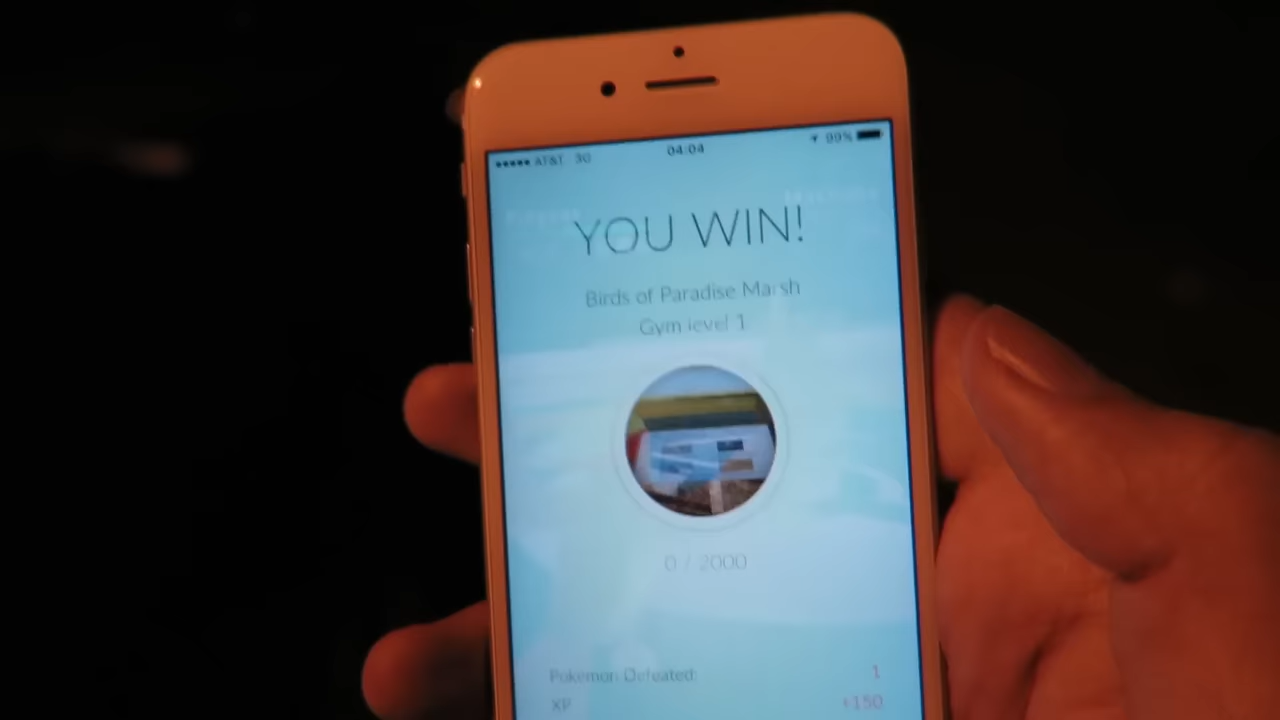 AT&T 3G 04:04 99%
YOU WIN!
Birds of Paradise Marsh
Gym level 1
0 / 2000
Pokemon Defeated: 1
XP +150